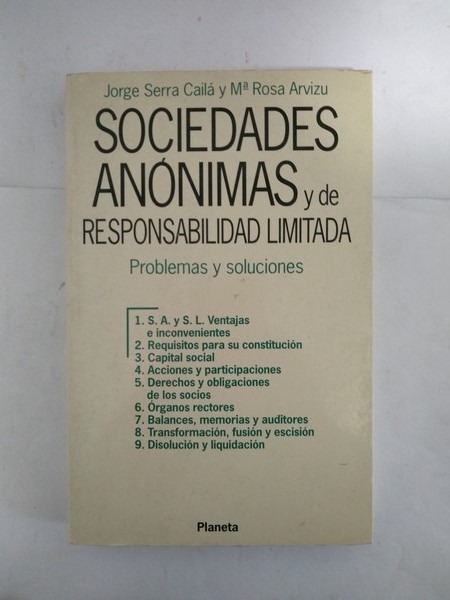 Jorge Serra Cailá y Mª Rosa Arvizu
SOCIEDADES
ANÓNIMAS y de
RESPONSABILIDAD LIMITADA
Problemas y soluciones
1. S. A. y S. L. Ventajas
e inconvenientes
2. Requisitos para su constitución
3. Capital social
4. Acciones y participaciones
5. Derechos y obligaciones
de los socios
6. Órganos rectores
7. Balances, memorias y auditores
8. Transformación, fusión y escisión
9. Disolución y liquidación
Planeta